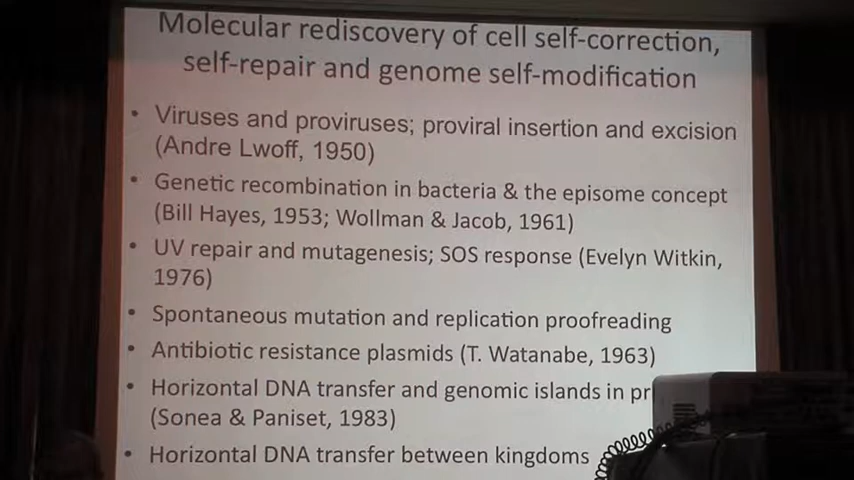 Molecular rediscovery of cell self-correction,
self-repair and genome self-modification
• Viruses and proviruses; proviral insertion and excision
(Andre Lwoff, 1950)
• Genetic recombination in bacteria & the episome concept
(Bill Hayes, 1953; Wollman & Jacob, 1961)
• UV repair and mutagenesis; SOS response (Evelyn Witkin,
1976)
• Spontaneous mutation and replication proofreading
• Antibiotic resistance plasmids (T. Watanabe, 1963)
• Horizontal DNA transfer and genomic islands in
(Sonea & Paniset, 1983)
• Horizontal DNA transfer between kingdoms